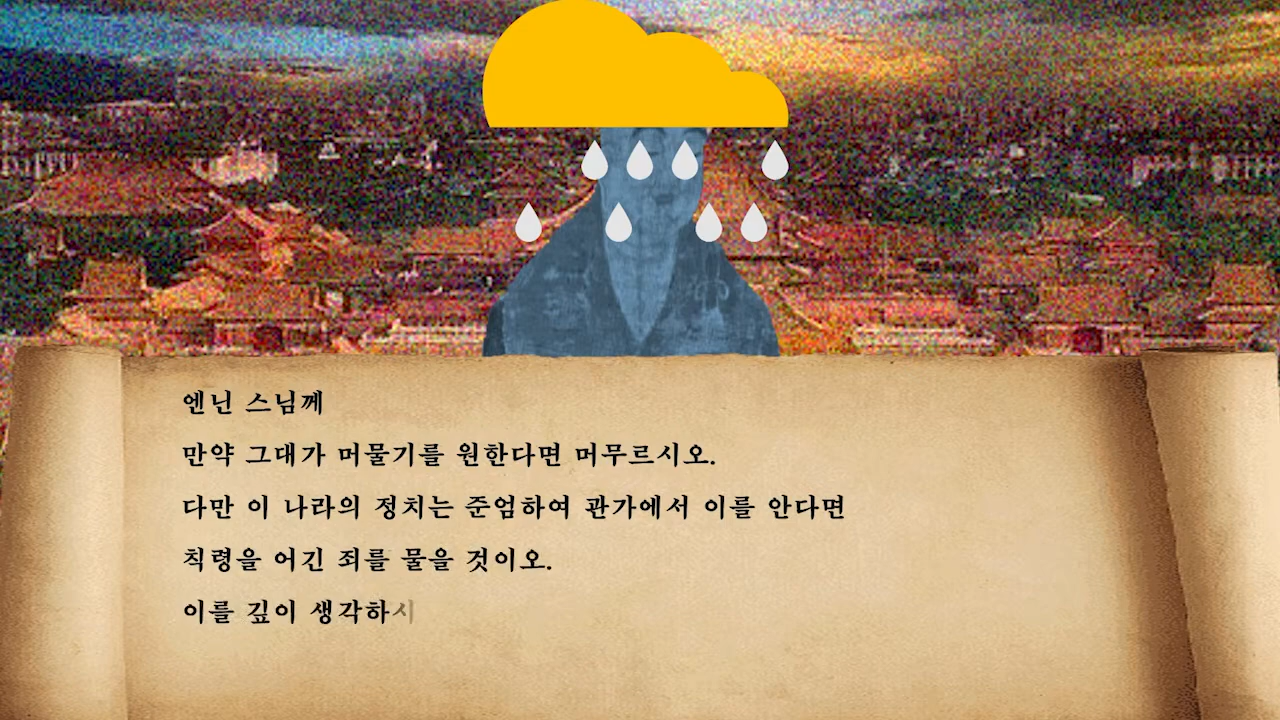 엔닌 스님께
만약 그대가 머물기를 원한다면 머무르시오.
다만 이 나라의 정치는 준엄하여 관가에서 이를 안다면
칙령을 어긴 죄를 물을 것이오.
이를 깊이 생각하시